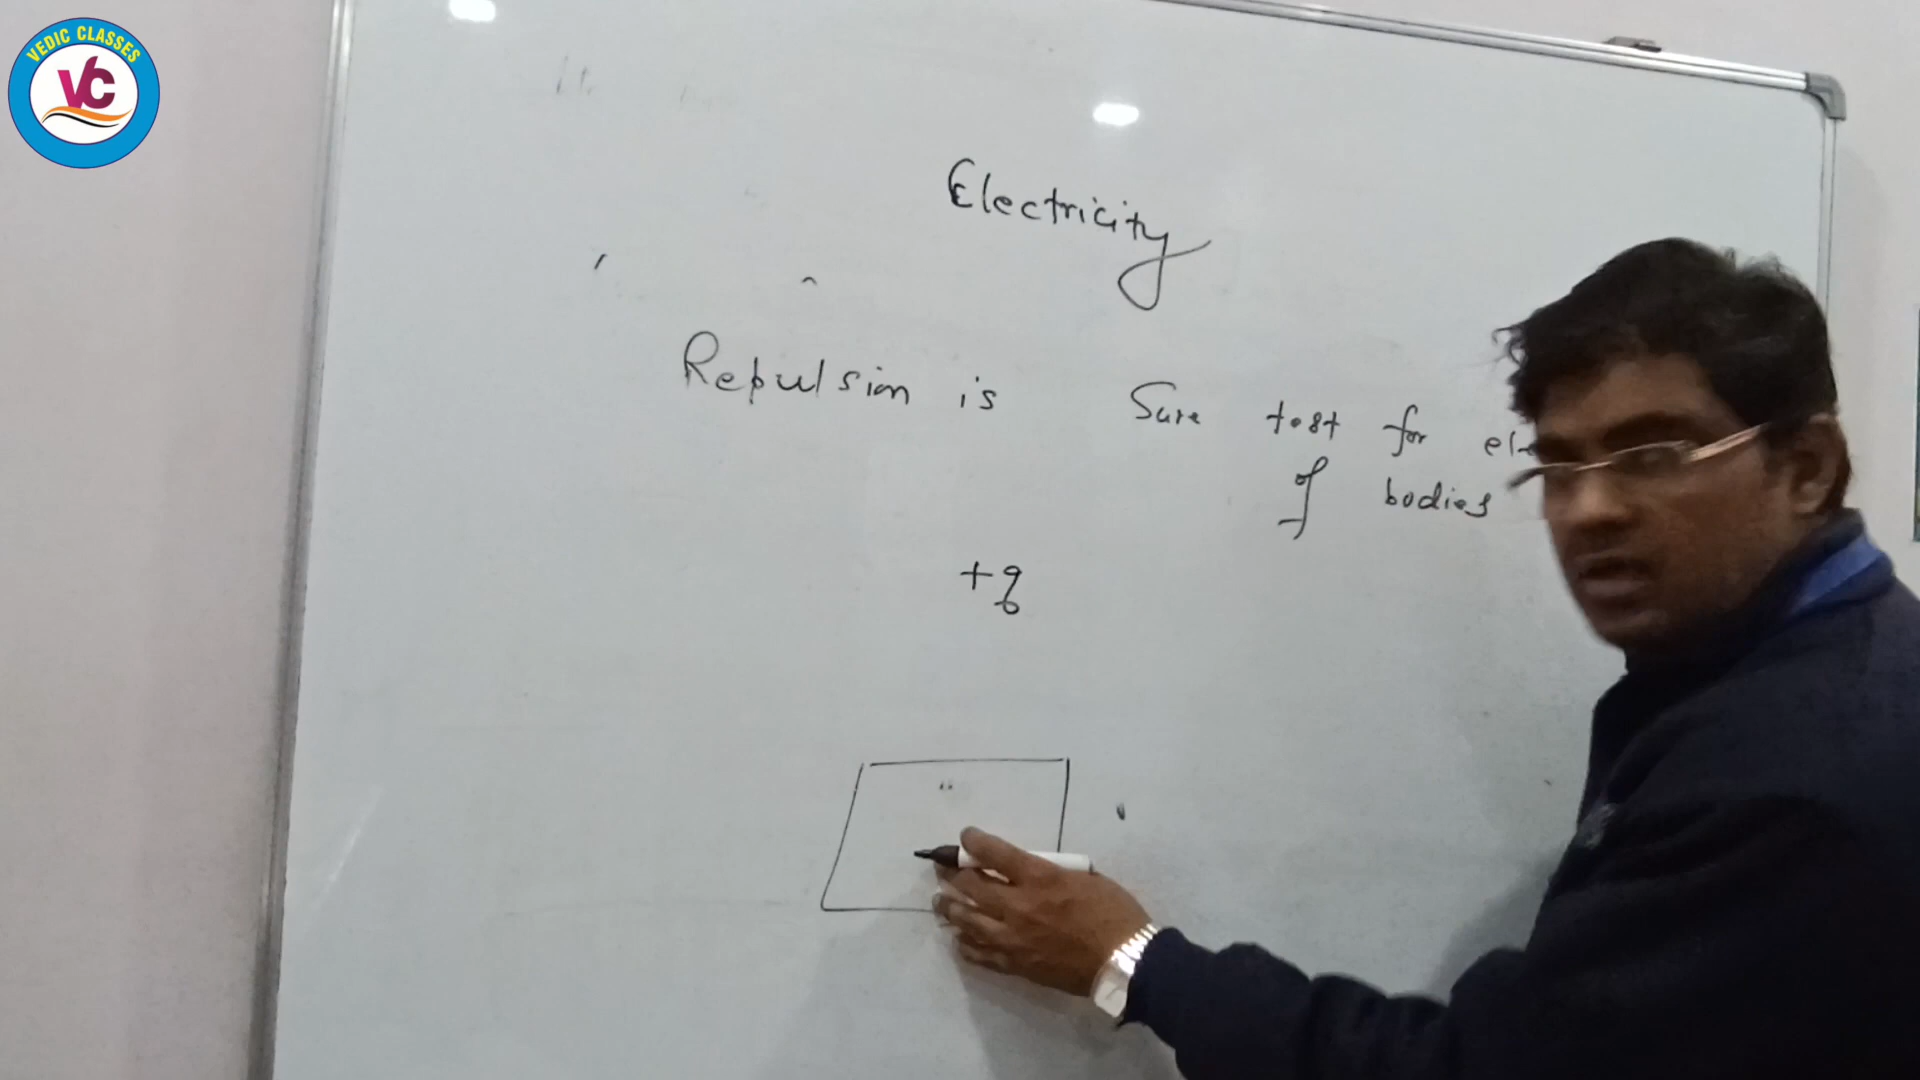 VEDIC CLASSES
VC
Electricity
Repulsion is Sure test for
of bodies
+q